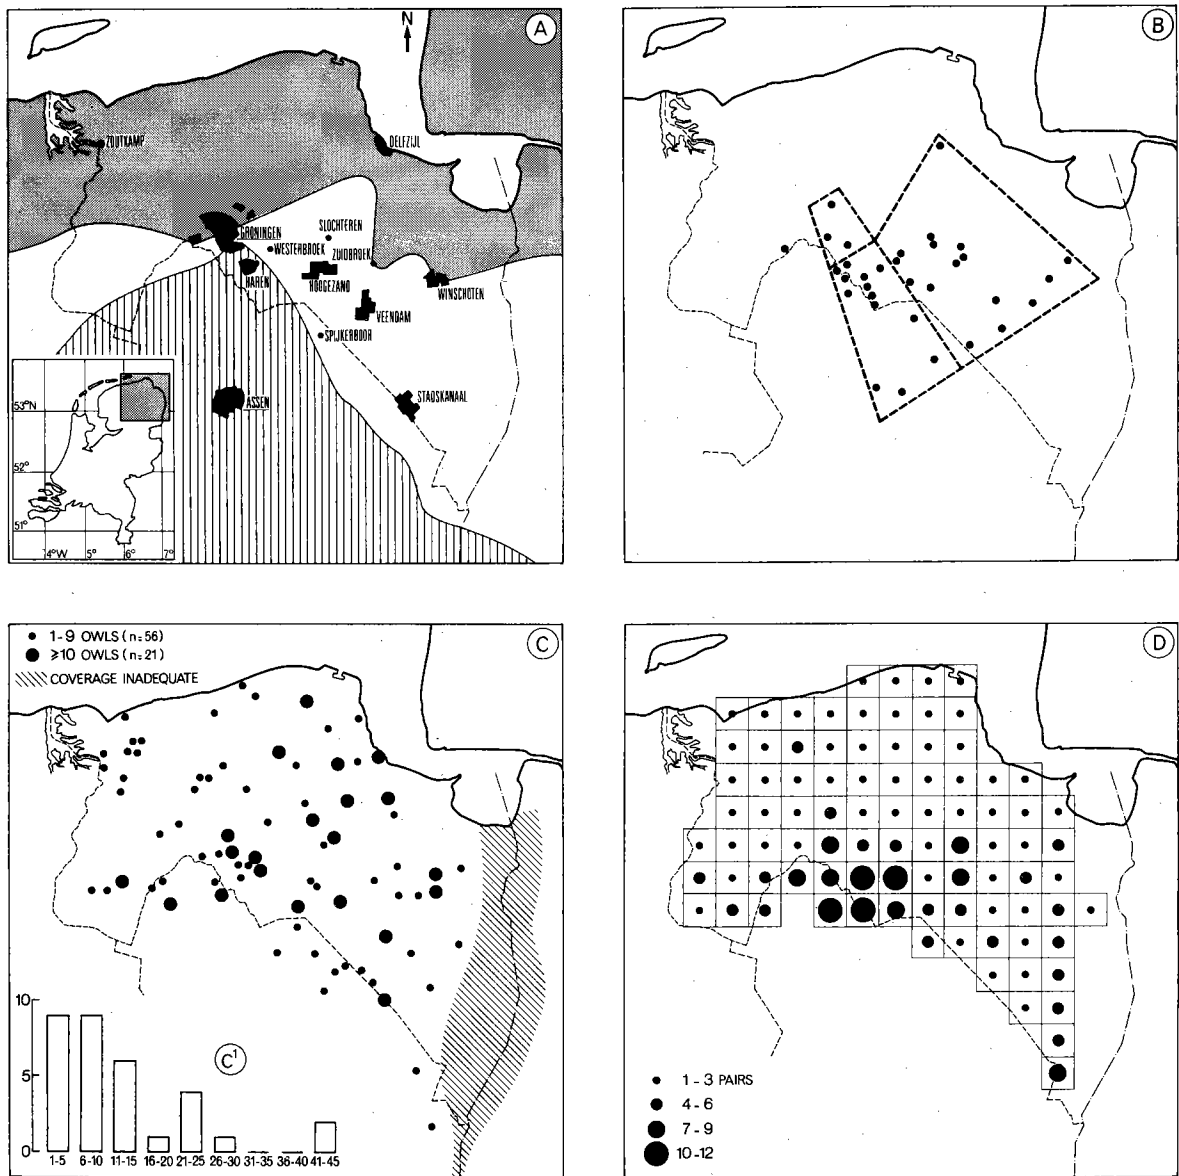 A
N
ZOUTKAMP
DELFZIJL
GRONINGEN
SLOCHTEREN
WESTERBROEK
ZUIDBROEK
HAREN
HOOGEZAND
WINSCHOTEN
VEENDAM
SPIJKERBOOR
ASSEN
STADSKANAAL
53°N
52°
51°
4°W 5° 6° 7°
B
C
1-9 OWLS (n=56)
≥10 OWLS (n=21)
COVERAGE INADEQUATE
10
5
0
C1
1-5 6-10 11-15 16-20 21-25 26-30 31-35 36-40 41-45
D
1-3 PAIRS
4-6
7-9
10-12